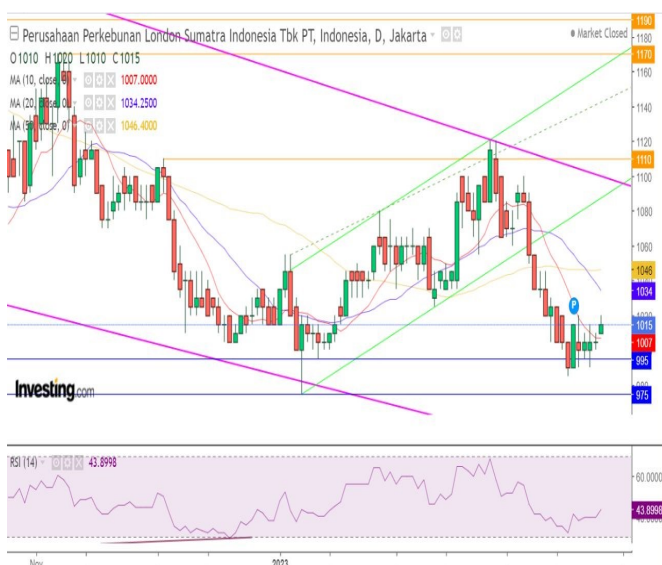 1190
Perusahaan Perkebunan London Sumatra Indonesia Tbk PT, Indonesia, D, Jakarta
Market Closed
1180
1170
O1010 H1020 L1010 C1015
1160
MA (10, close, 0) 1007.0000
MA (20, close, 0) 1034.2500
1140
MA (50, close, 0) 1046.4000
1120
1110
1100
1080
1060
1046
1034
P
1015
1007
995
975
Investing.com
RSI (14) 43.8998
60.0000
43.8998
Nov 2023